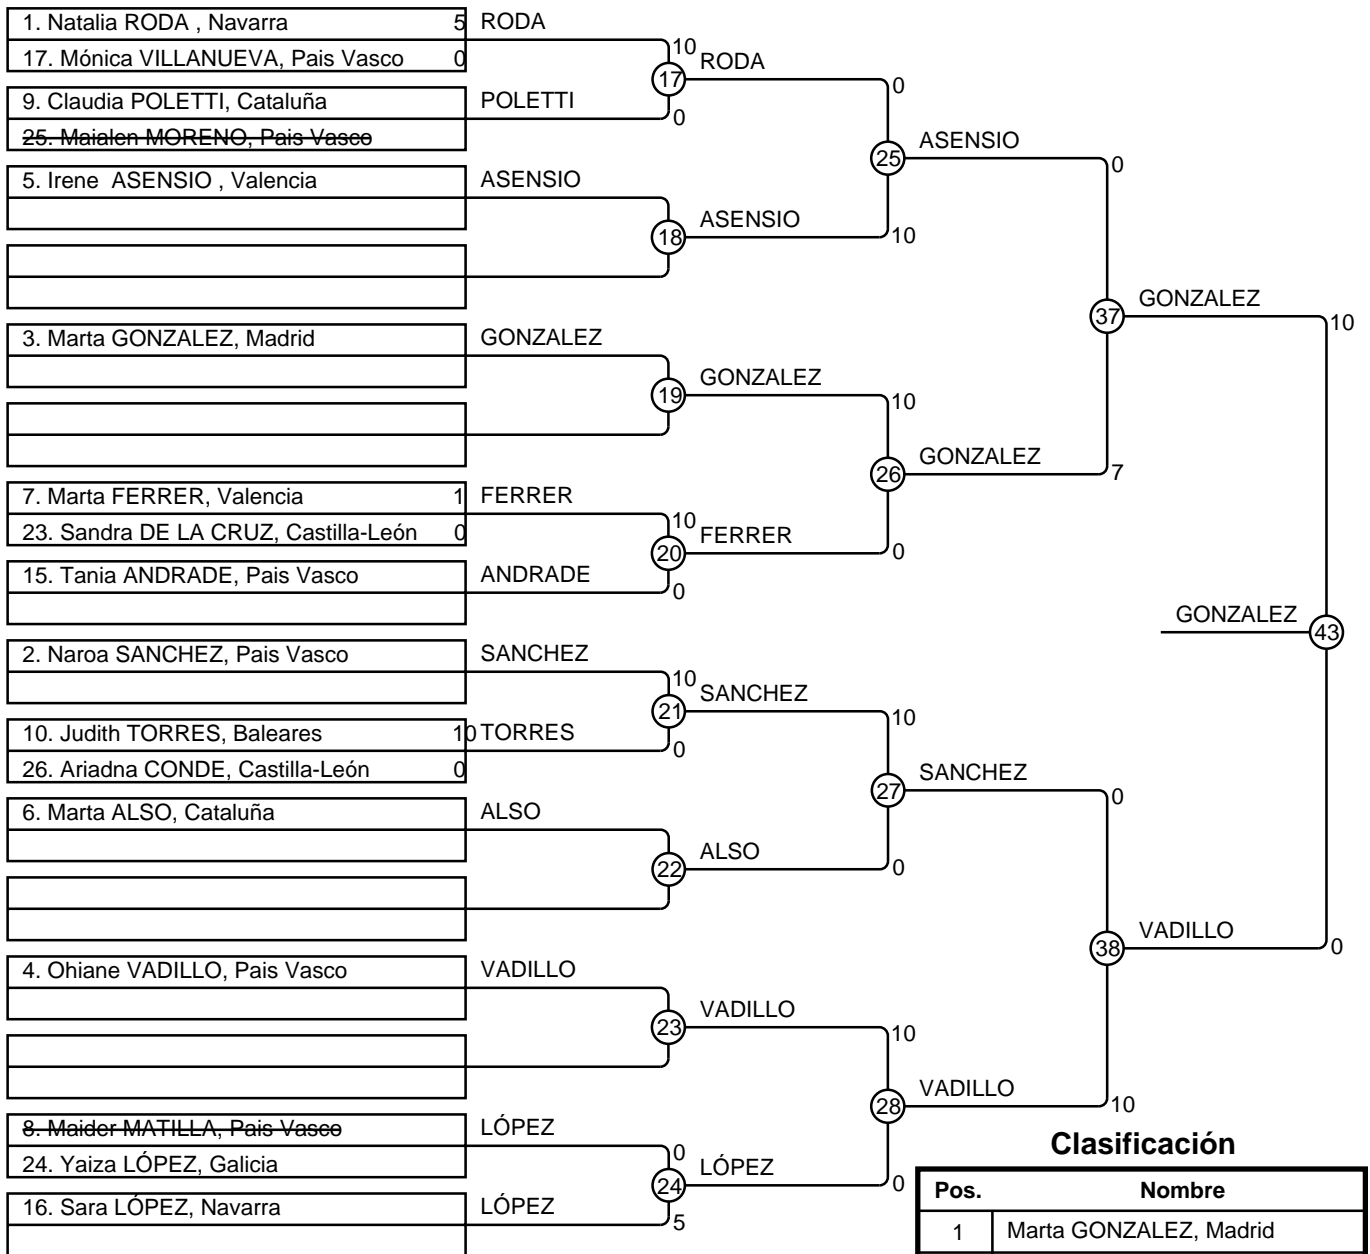 1. Natalia RODA , Navarra 5 RODA
17. Mónica VILLANUEVA, Pais Vasco 0
10
17 RODA
0
9. Claudia POLETTI, Cataluña POLETTI
25. Maialen MORENO, Pais Vasco
0
25 ASENSIO
0
5. Irene ASENSIO , Valencia ASENSIO
18 ASENSIO
10
37 GONZALEZ
10
3. Marta GONZALEZ, Madrid GONZALEZ
19 GONZALEZ
10
26 GONZALEZ
7
7. Marta FERRER, Valencia 1 FERRER
23. Sandra DE LA CRUZ, Castilla-León 0
10
20 FERRER
0
15. Tania ANDRADE, Pais Vasco ANDRADE
0
GONZALEZ 43
2. Naroa SANCHEZ, Pais Vasco SANCHEZ
10
21 SANCHEZ
10
10. Judith TORRES, Baleares 10 TORRES
0
26. Ariadna CONDE, Castilla-León 0
27 SANCHEZ
0
6. Marta ALSO, Cataluña ALSO
22 ALSO
0
38 VADILLO
0
4. Ohiane VADILLO, Pais Vasco VADILLO
23 VADILLO
10
28 VADILLO
10
8. Maider MATILLA, Pais Vasco LÓPEZ
24. Yaiza LÓPEZ, Galicia
0
24 LÓPEZ
0
16. Sara LÓPEZ, Navarra LÓPEZ
5
Clasificación
Pos. Nombre
1 Marta GONZALEZ, Madrid